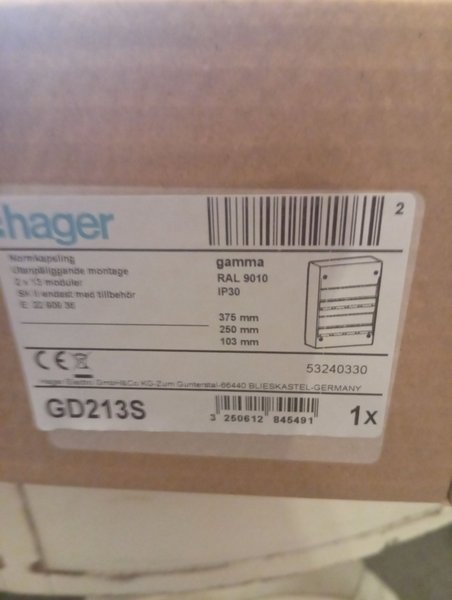 :hager
2
Normkapsling
Utanpåliggande montage
2 x 13 moduler
SK II endast med tillbehör
E: 22 606 36
gamma
RAL 9010
IP30
375 mm
250 mm
103 mm
CE
53240330
Hager Electro GmbH&Co.KG-Zum Gunterstal-66440 BLIESKASTEL-GERMANY
GD213S
3 250612 845491
1x